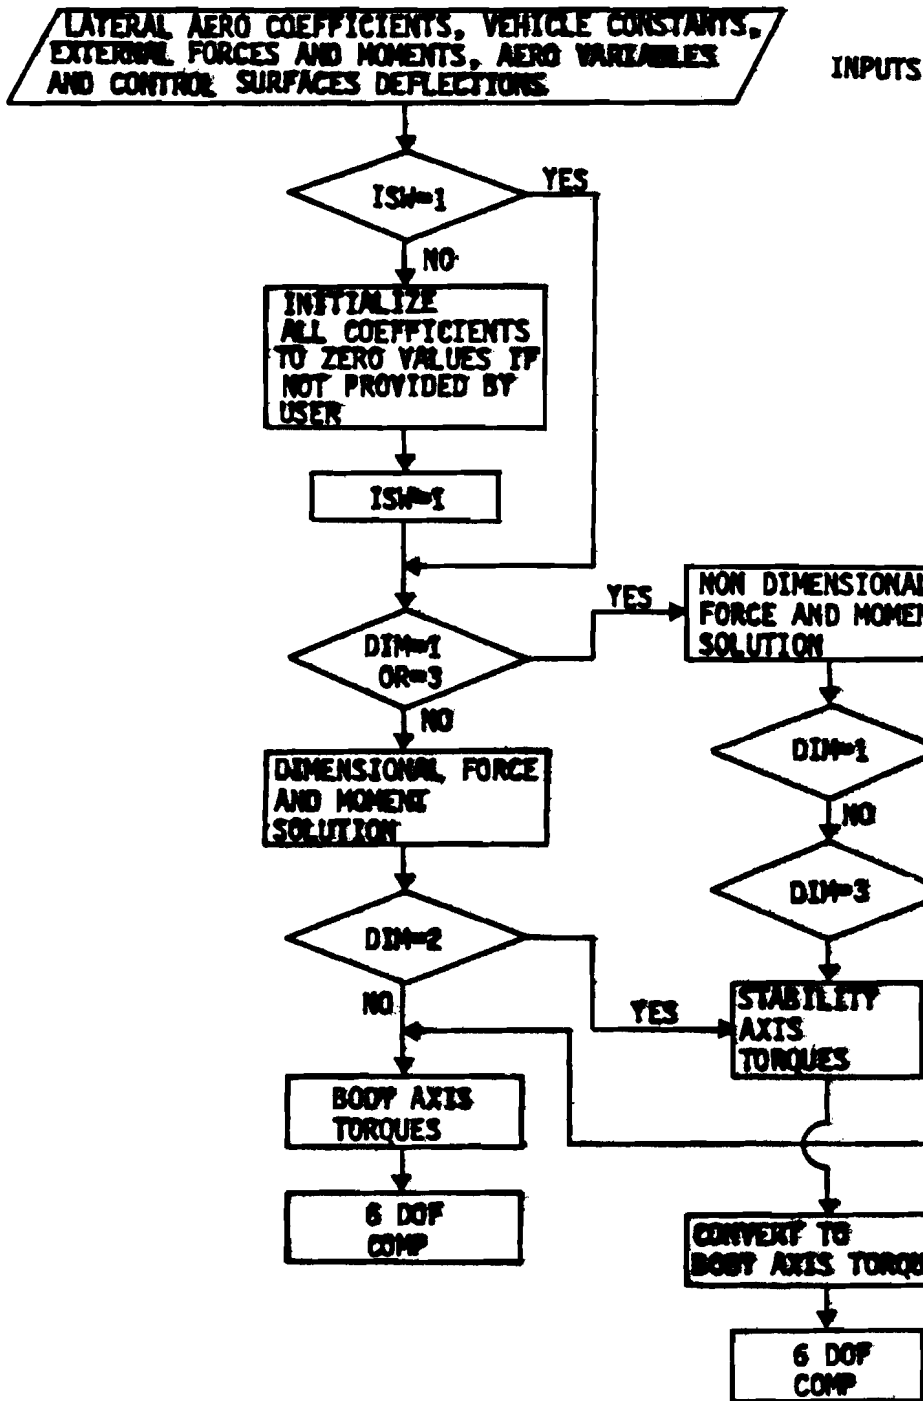 LATERAL AERO COEFFICIENTS, VEHICLE CONSTANTS,
EXTERNAL FORCES AND MOMENTS, AERO VARIABLES
AND CONTROL SURFACES DEFLECTIONS
INPUTS
ISW=1
YES
NO
INITIALIZE
ALL COEFFICIENTS
TO ZERO VALUES IF
NOT PROVIDED BY
USER
ISW=1
DIM=1
OR=3
YES
NON DIMENSIONAL
FORCE AND MOMEN
SOLUTION
NO
DIM=1
NO
DIMENSIONAL FORCE
AND MOMENT
SOLUTION
DIM=3
DIM=2
NO
YES
STABILITY
AXIS
TORQUES
BODY AXIS
TORQUES
6 DOF
COMP
CONVERT TO
BODY AXIS TORQU
6 DOF
COMP